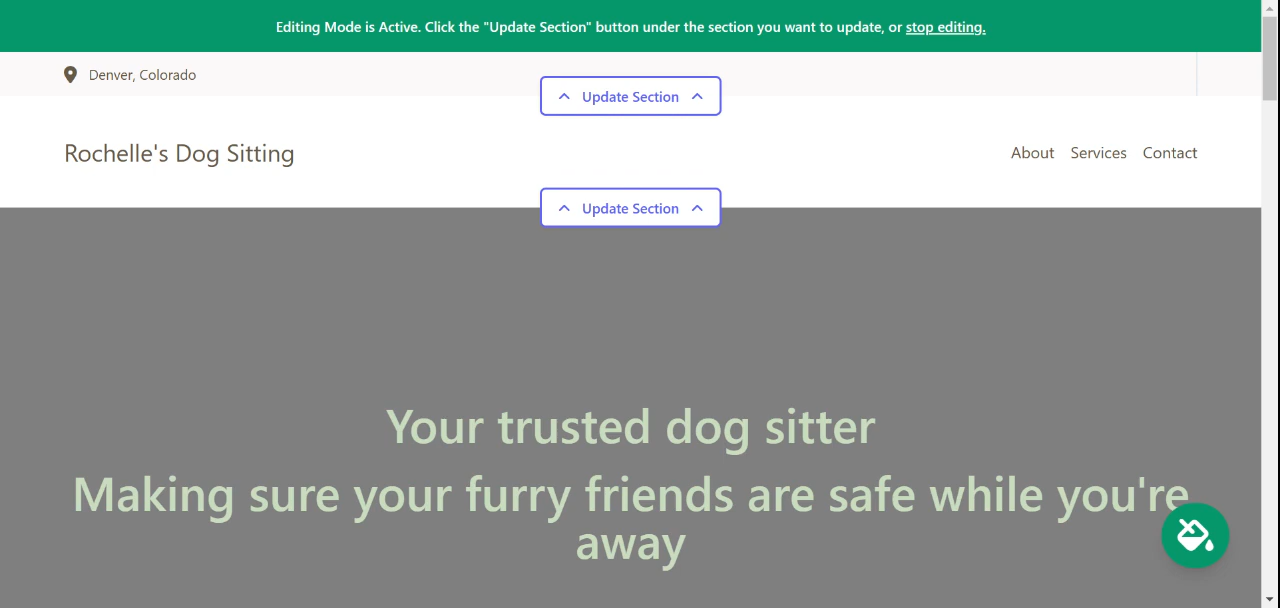 Editing Mode is Active. Click the "Update Section" button under the section you want to update, or stop editing.
Denver, Colorado
Update Section
Rochelle's Dog Sitting
About Services Contact
Update Section
Your trusted dog sitter
Making sure your furry friends are safe while you're
away